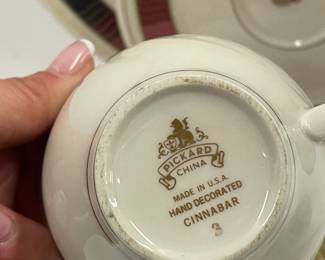 PICKARD
CHINA
MADE IN U.S.A.
HAND DECORATED
CINNABAR
3